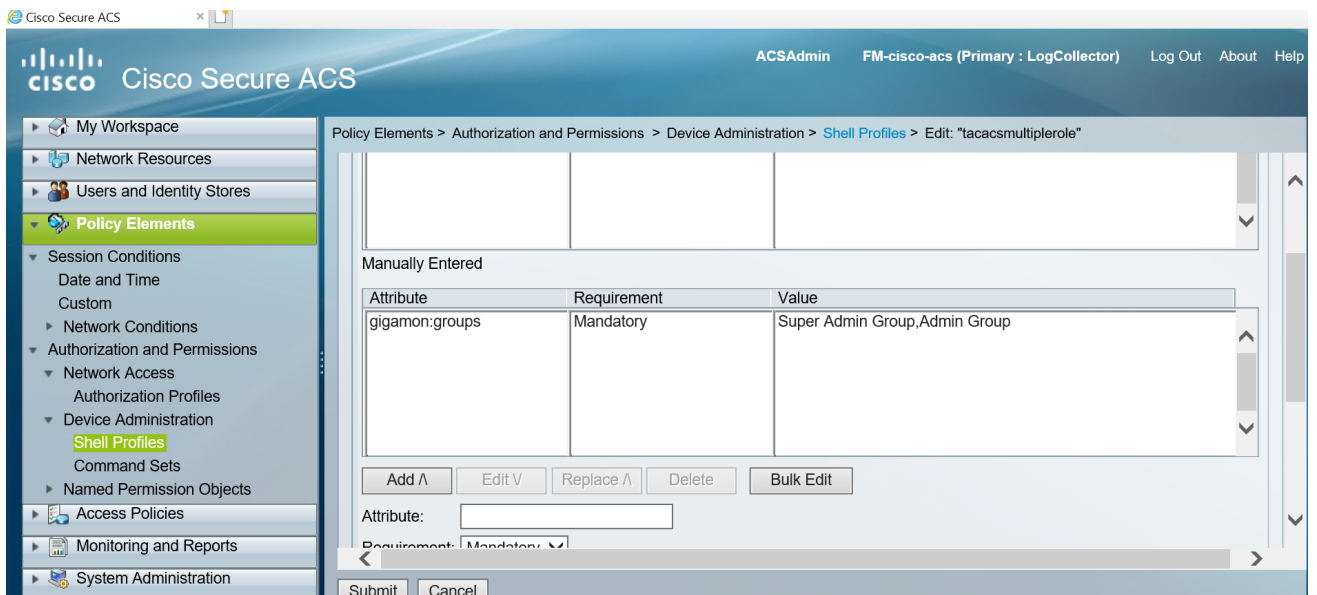 Cisco Secure ACS
ACSAdmin FM-cisco-acs (Primary : LogCollector) Log Out About Help
cisco Cisco Secure ACS
My Workspace
Network Resources
Users and Identity Stores
Policy Elements
Session Conditions
Date and Time
Custom
Network Conditions
Authorization and Permissions
Network Access
Authorization Profiles
Device Administration
Shell Profiles
Command Sets
Named Permission Objects
Access Policies
Monitoring and Reports
System Administration
Policy Elements > Authorization and Permissions > Device Administration > Shell Profiles > Edit: "tacacsmultiplerole"
Manually Entered
Attribute Requirement Value
gigamon:groups Mandatory Super Admin Group,Admin Group
Add /\ Edit \/ Replace /\ Delete Bulk Edit
Attribute:
Requirement: Mandatory
Submit Cancel